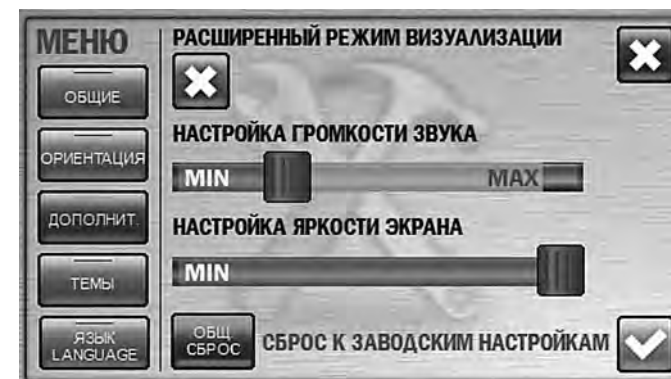 МЕНЮ
ОБЩИЕ
ОРИЕНТАЦИЯ
ДОПОЛНИТ.
ТЕМЫ
ЯЗЫК
LANGUAGE
РАСШИРЕННЫЙ РЕЖИМ ВИЗУАЛИЗАЦИИ
НАСТРОЙКА ГРОМКОСТИ ЗВУКА
MIN MAX
НАСТРОЙКА ЯРКОСТИ ЭКРАНА
MIN
ОБЩ
СБРОС
СБРОС К ЗАВОДСКИМ НАСТРОЙКАМ